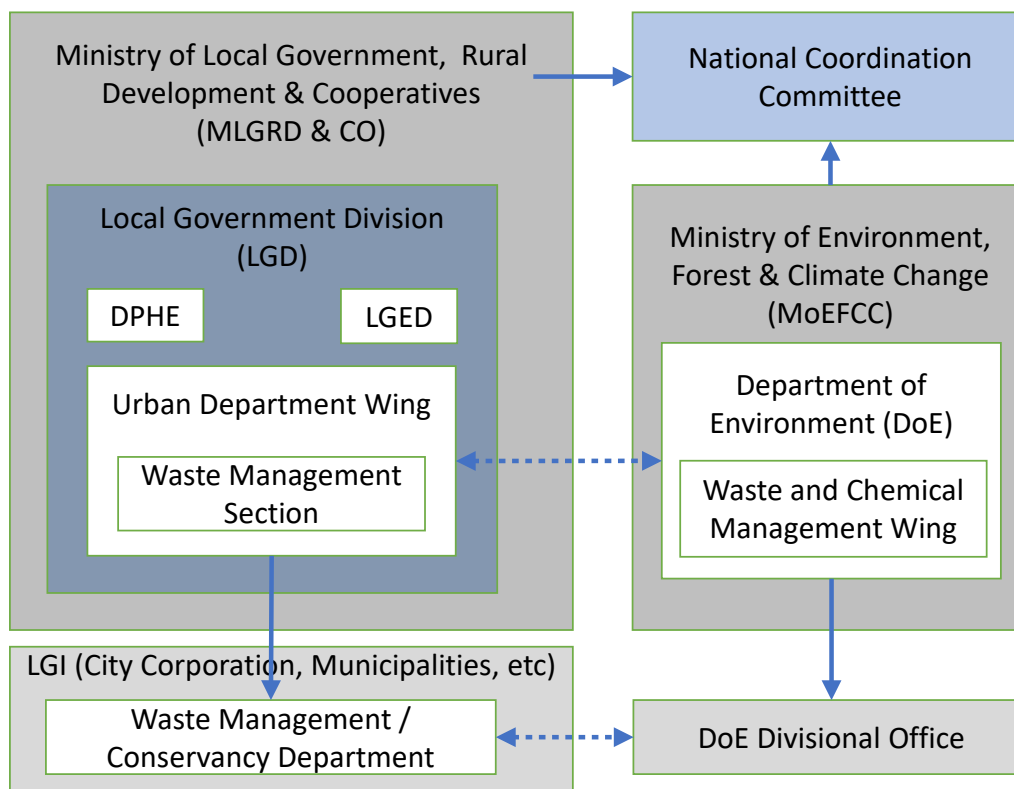 Ministry of Local Government, Rural
Development & Cooperatives
(MLGRD & CO)
National Coordination
Committee
Local Government Division
(LGD)
DPHE
LGED
Urban Department Wing
Waste Management
Section
Ministry of Environment,
Forest & Climate Change
(MoEFCC)
Department of
Environment (DoE)
Waste and Chemical
Management Wing
LGI (City Corporation, Municipalities, etc)
Waste Management /
Conservancy Department
DoE Divisional Office